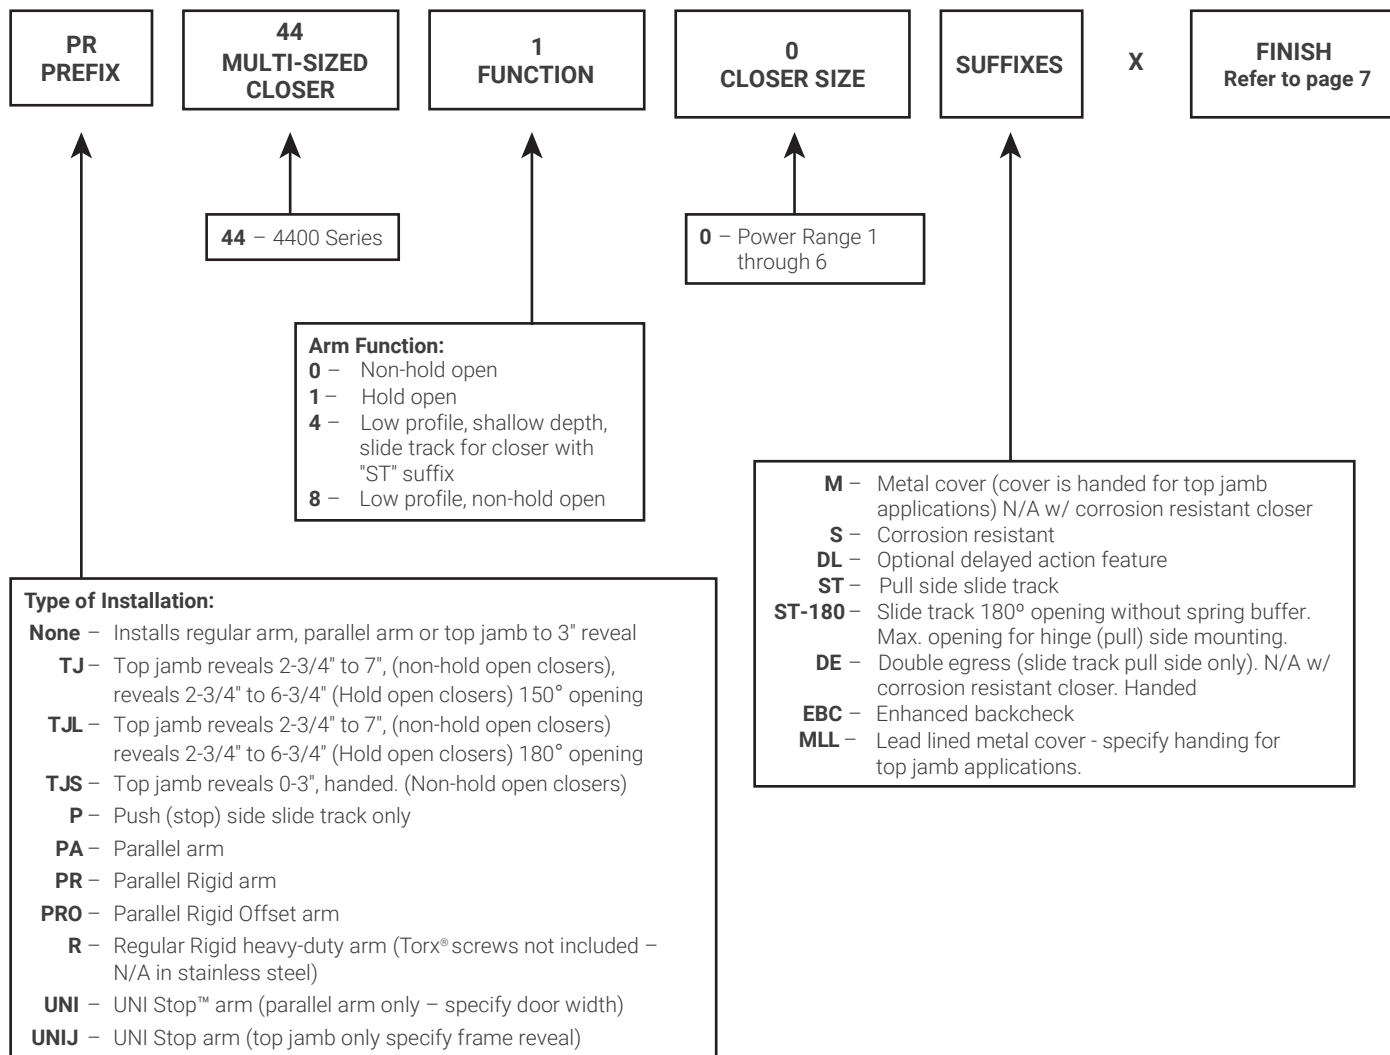 PR
PREFIX
44
MULTI-SIZED
CLOSER
1
FUNCTION
0
CLOSER SIZE
SUFFIXES
X
FINISH
Refer to page 7
44 – 4400 Series
0 – Power Range 1
through 6
Arm Function:
0 – Non-hold open
1 – Hold open
4 – Low profile, shallow depth,
slide track for closer with
"ST" suffix
8 – Low profile, non-hold open
M – Metal cover (cover is handed for top jamb
applications) N/A w/ corrosion resistant closer
S – Corrosion resistant
DL – Optional delayed action feature
ST – Pull side slide track
ST-180 – Slide track 180º opening without spring buffer.
Max. opening for hinge (pull) side mounting.
DE – Double egress (slide track pull side only). N/A w/
corrosion resistant closer. Handed
EBC – Enhanced backcheck
MLL – Lead lined metal cover - specify handing for
top jamb applications.
Type of Installation:
None – Installs regular arm, parallel arm or top jamb to 3" reveal
TJ – Top jamb reveals 2-3/4" to 7", (non-hold open closers),
reveals 2-3/4" to 6-3/4" (Hold open closers) 150° opening
TJL – Top jamb reveals 2-3/4" to 7", (non-hold open closers)
reveals 2-3/4" to 6-3/4" (Hold open closers) 180° opening
TJS – Top jamb reveals 0-3", handed. (Non-hold open closers)
P – Push (stop) side slide track only
PA – Parallel arm
PR – Parallel Rigid arm
PRO – Parallel Rigid Offset arm
R – Regular Rigid heavy-duty arm (Torx® screws not included –
N/A in stainless steel)
UNI – UNI Stop™ arm (parallel arm only – specify door width)
UNIJ – UNI Stop arm (top jamb only specify frame reveal)